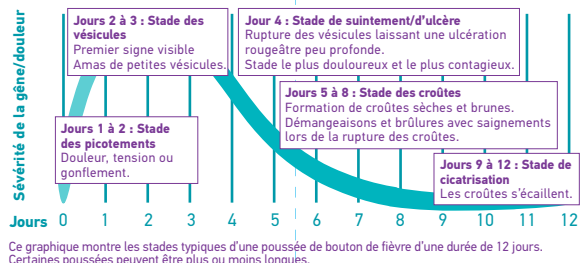 Sévérité de la gêne/douleur
Jours 2 à 3 : Stade des
vésicules
Premier signe visible
Amas de petites vésicules.
Jour 4 : Stade de suintement/d'ulcère
Rupture des vésicules laissant une ulcération
rougeâtre peu profonde.
Stade le plus douloureux et le plus contagieux.
Jours 5 à 8 : Stade des croûtes
Formation de croûtes sèches et brunes.
Démangeaisons et brûlures avec saignements
lors de la rupture des croûtes.
Jours 1 à 2 : Stade
des picotements
Douleur, tension ou
gonflement.
Jours 9 à 12 : Stade de
cicatrisation
Les croûtes s'écaillent.
Jours 0 1 2 3 4 5 6 7 8 9 10 11 12
Ce graphique montre les stades typiques d'une poussée de bouton de fièvre d'une durée de 12 jours.
Certaines poussées peuvent être plus ou moins longues.